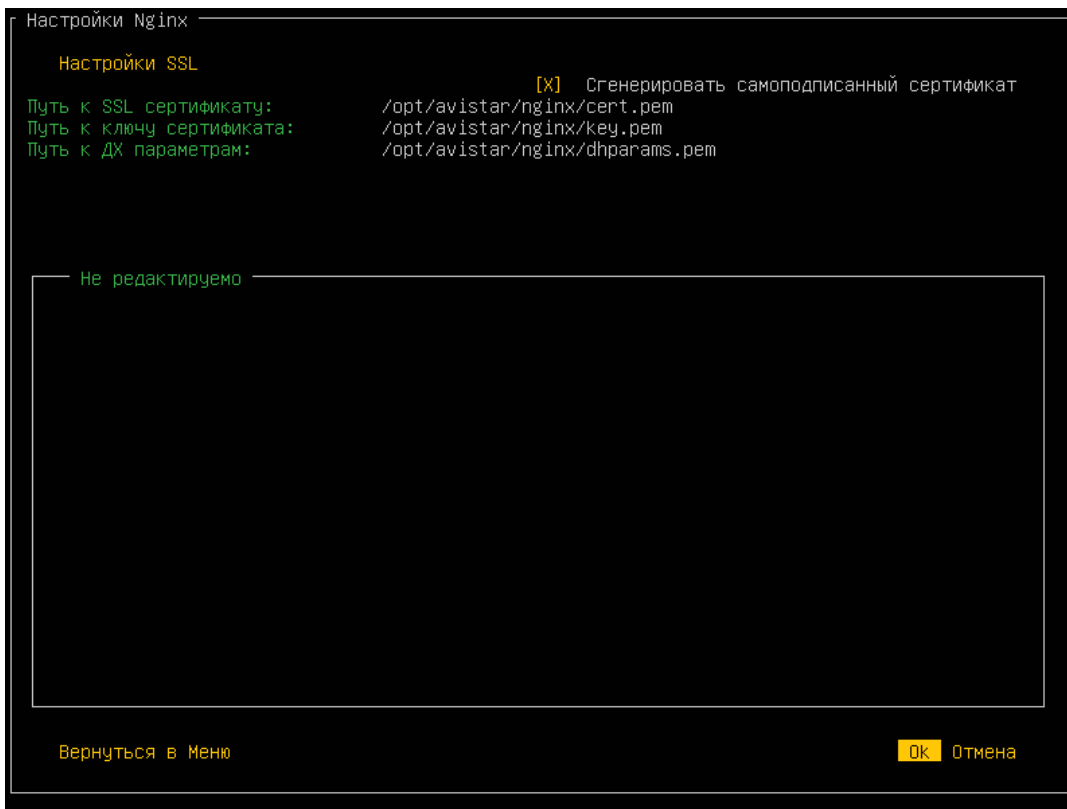 Настройки Nginx
Настройки SSL
[X] Сгенерировать самоподписанный сертификат
Путь к SSL сертификату: /opt/avistar/nginx/cert.pem
Путь к ключу сертификата: /opt/avistar/nginx/key.pem
Путь к ДХ параметрам: /opt/avistar/nginx/dhparams.pem
Не редактируемо
Вернуться в Меню Ok Отмена